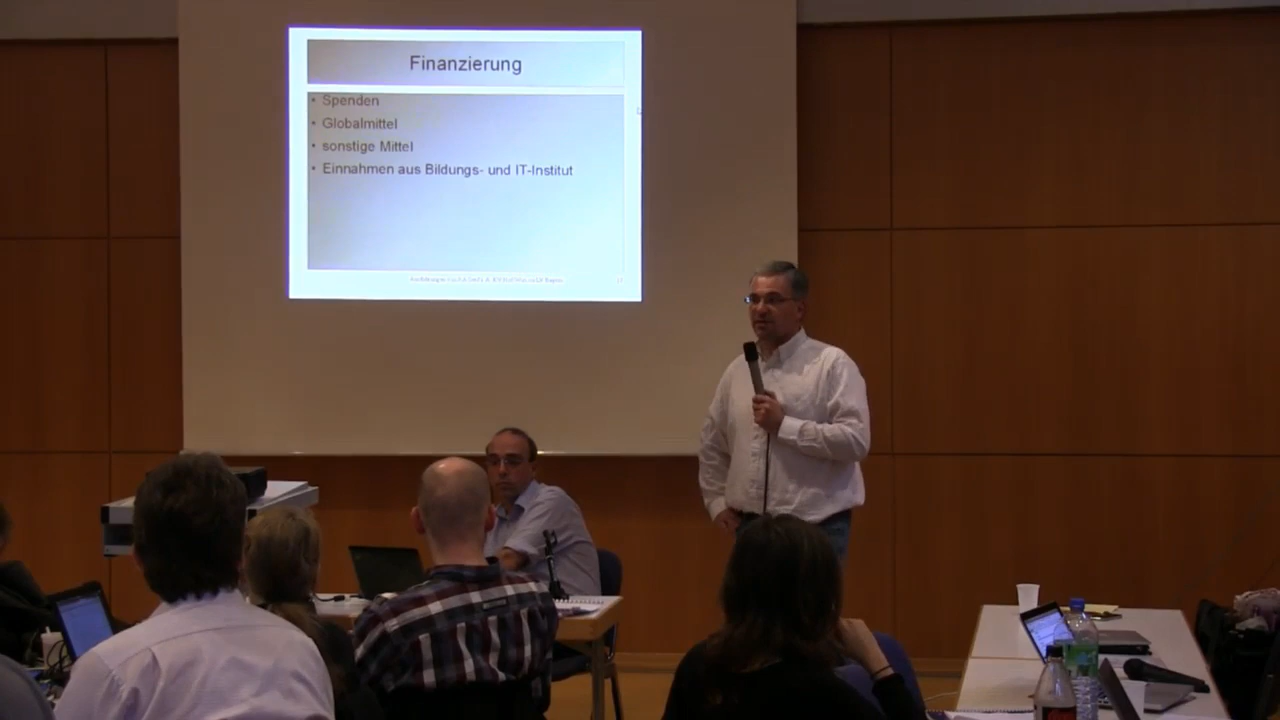 Finanzierung
• Spenden
• Globalmittel
• sonstige Mittel
• Einnahmen aus Bildungs- und IT-Institut